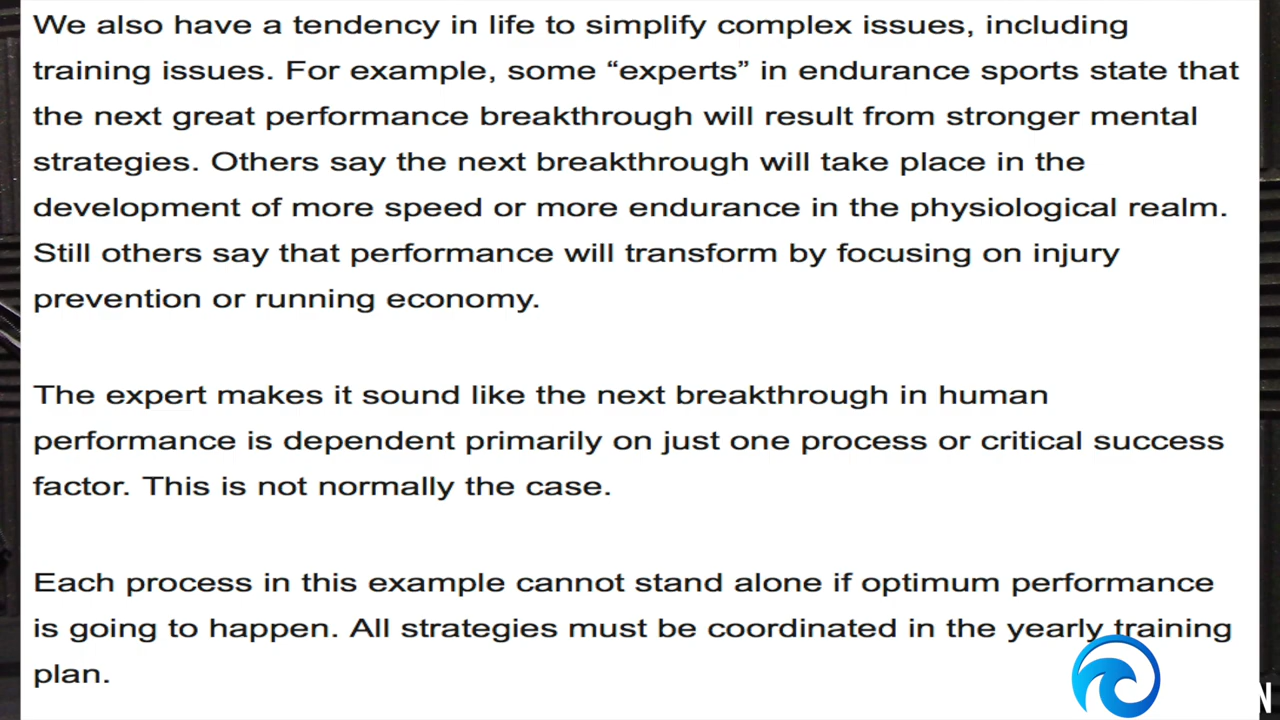 We also have a tendency in life to simplify complex issues, including
training issues. For example, some “experts” in endurance sports state that
the next great performance breakthrough will result from stronger mental
strategies. Others say the next breakthrough will take place in the
development of more speed or more endurance in the physiological realm.
Still others say that performance will transform by focusing on injury
prevention or running economy.
The expert makes it sound like the next breakthrough in human
performance is dependent primarily on just one process or critical success
factor. This is not normally the case.
Each process in this example cannot stand alone if optimum performance
is going to happen. All strategies must be coordinated in the yearly training
plan.
N